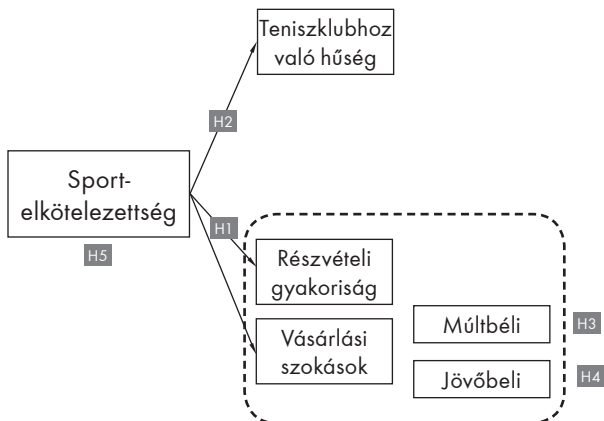 Teniszklubhoz
való hűség
H2
Sport-
elkötelezettség
H5
H1
Részvételi
gyakoriság
Vásárlási
szokások
Múltbéli
H3
Jövőbeli
H4